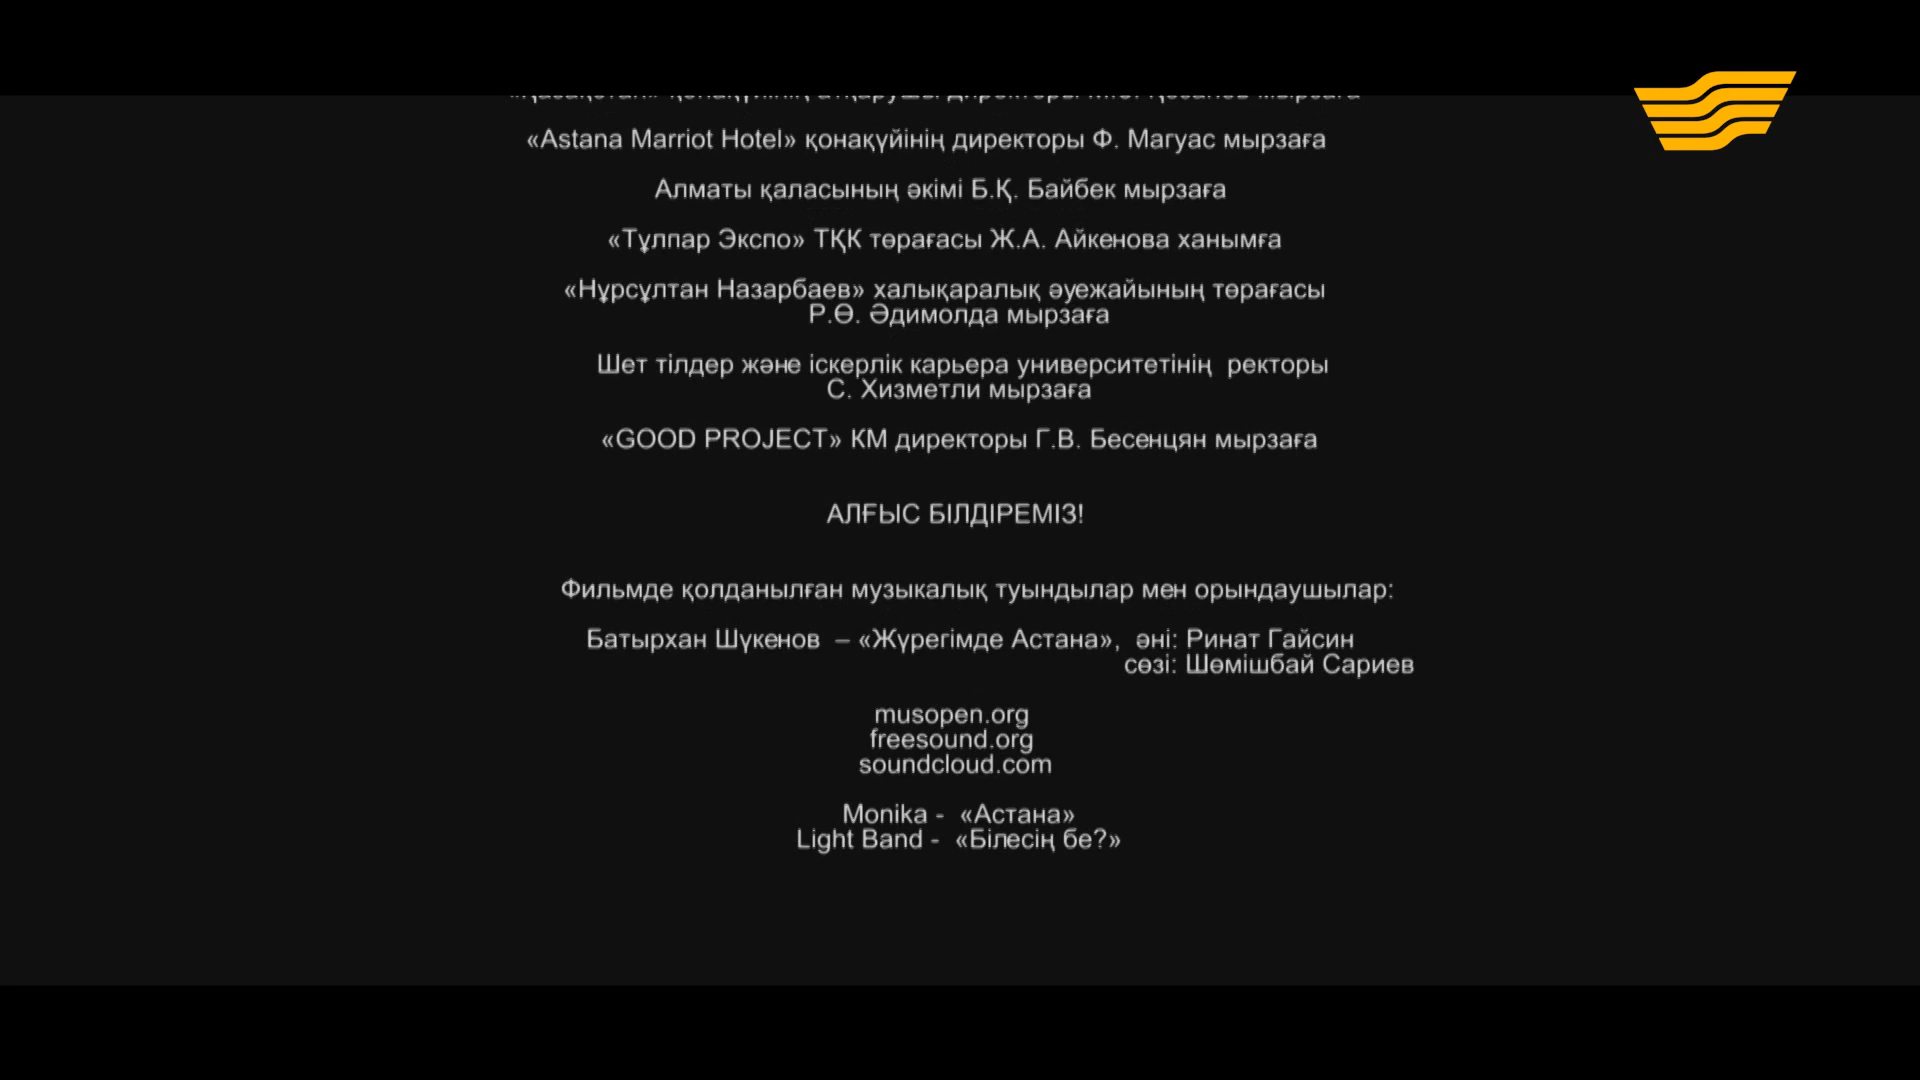 «Astana Marriot Hotel» қонақүйінің директоры Ф. Магуас мырзаға
Алматы қаласының әкімі Б.Қ. Байбек мырзаға
«Тұлпар Экспо» ТҚК төрағасы Ж.А. Айкенова ханымға
«Нұрсұлтан Назарбаев» халықаралық әуежайының төрағасы
Р.Ө. Әдимолда мырзаға
Шет тілдер және іскерлік карьера университетінің ректоры
С. Хизметли мырзаға
«GOOD PROJECT» КМ директоры Г.В. Бесенцян мырзаға
АЛҒЫС БІЛДІРЕМІЗ!
Фильмде қолданылған музыкалық туындылар мен орындаушылар:
Батырхан Шүкенов – «Жүрегімде Астана», әні: Ринат Гайсин
сөзі: Шөмішбай Сариев
musopen.org
freesound.org
soundcloud.com
Monika - «Астана»
Light Band - «Білесің бе?»